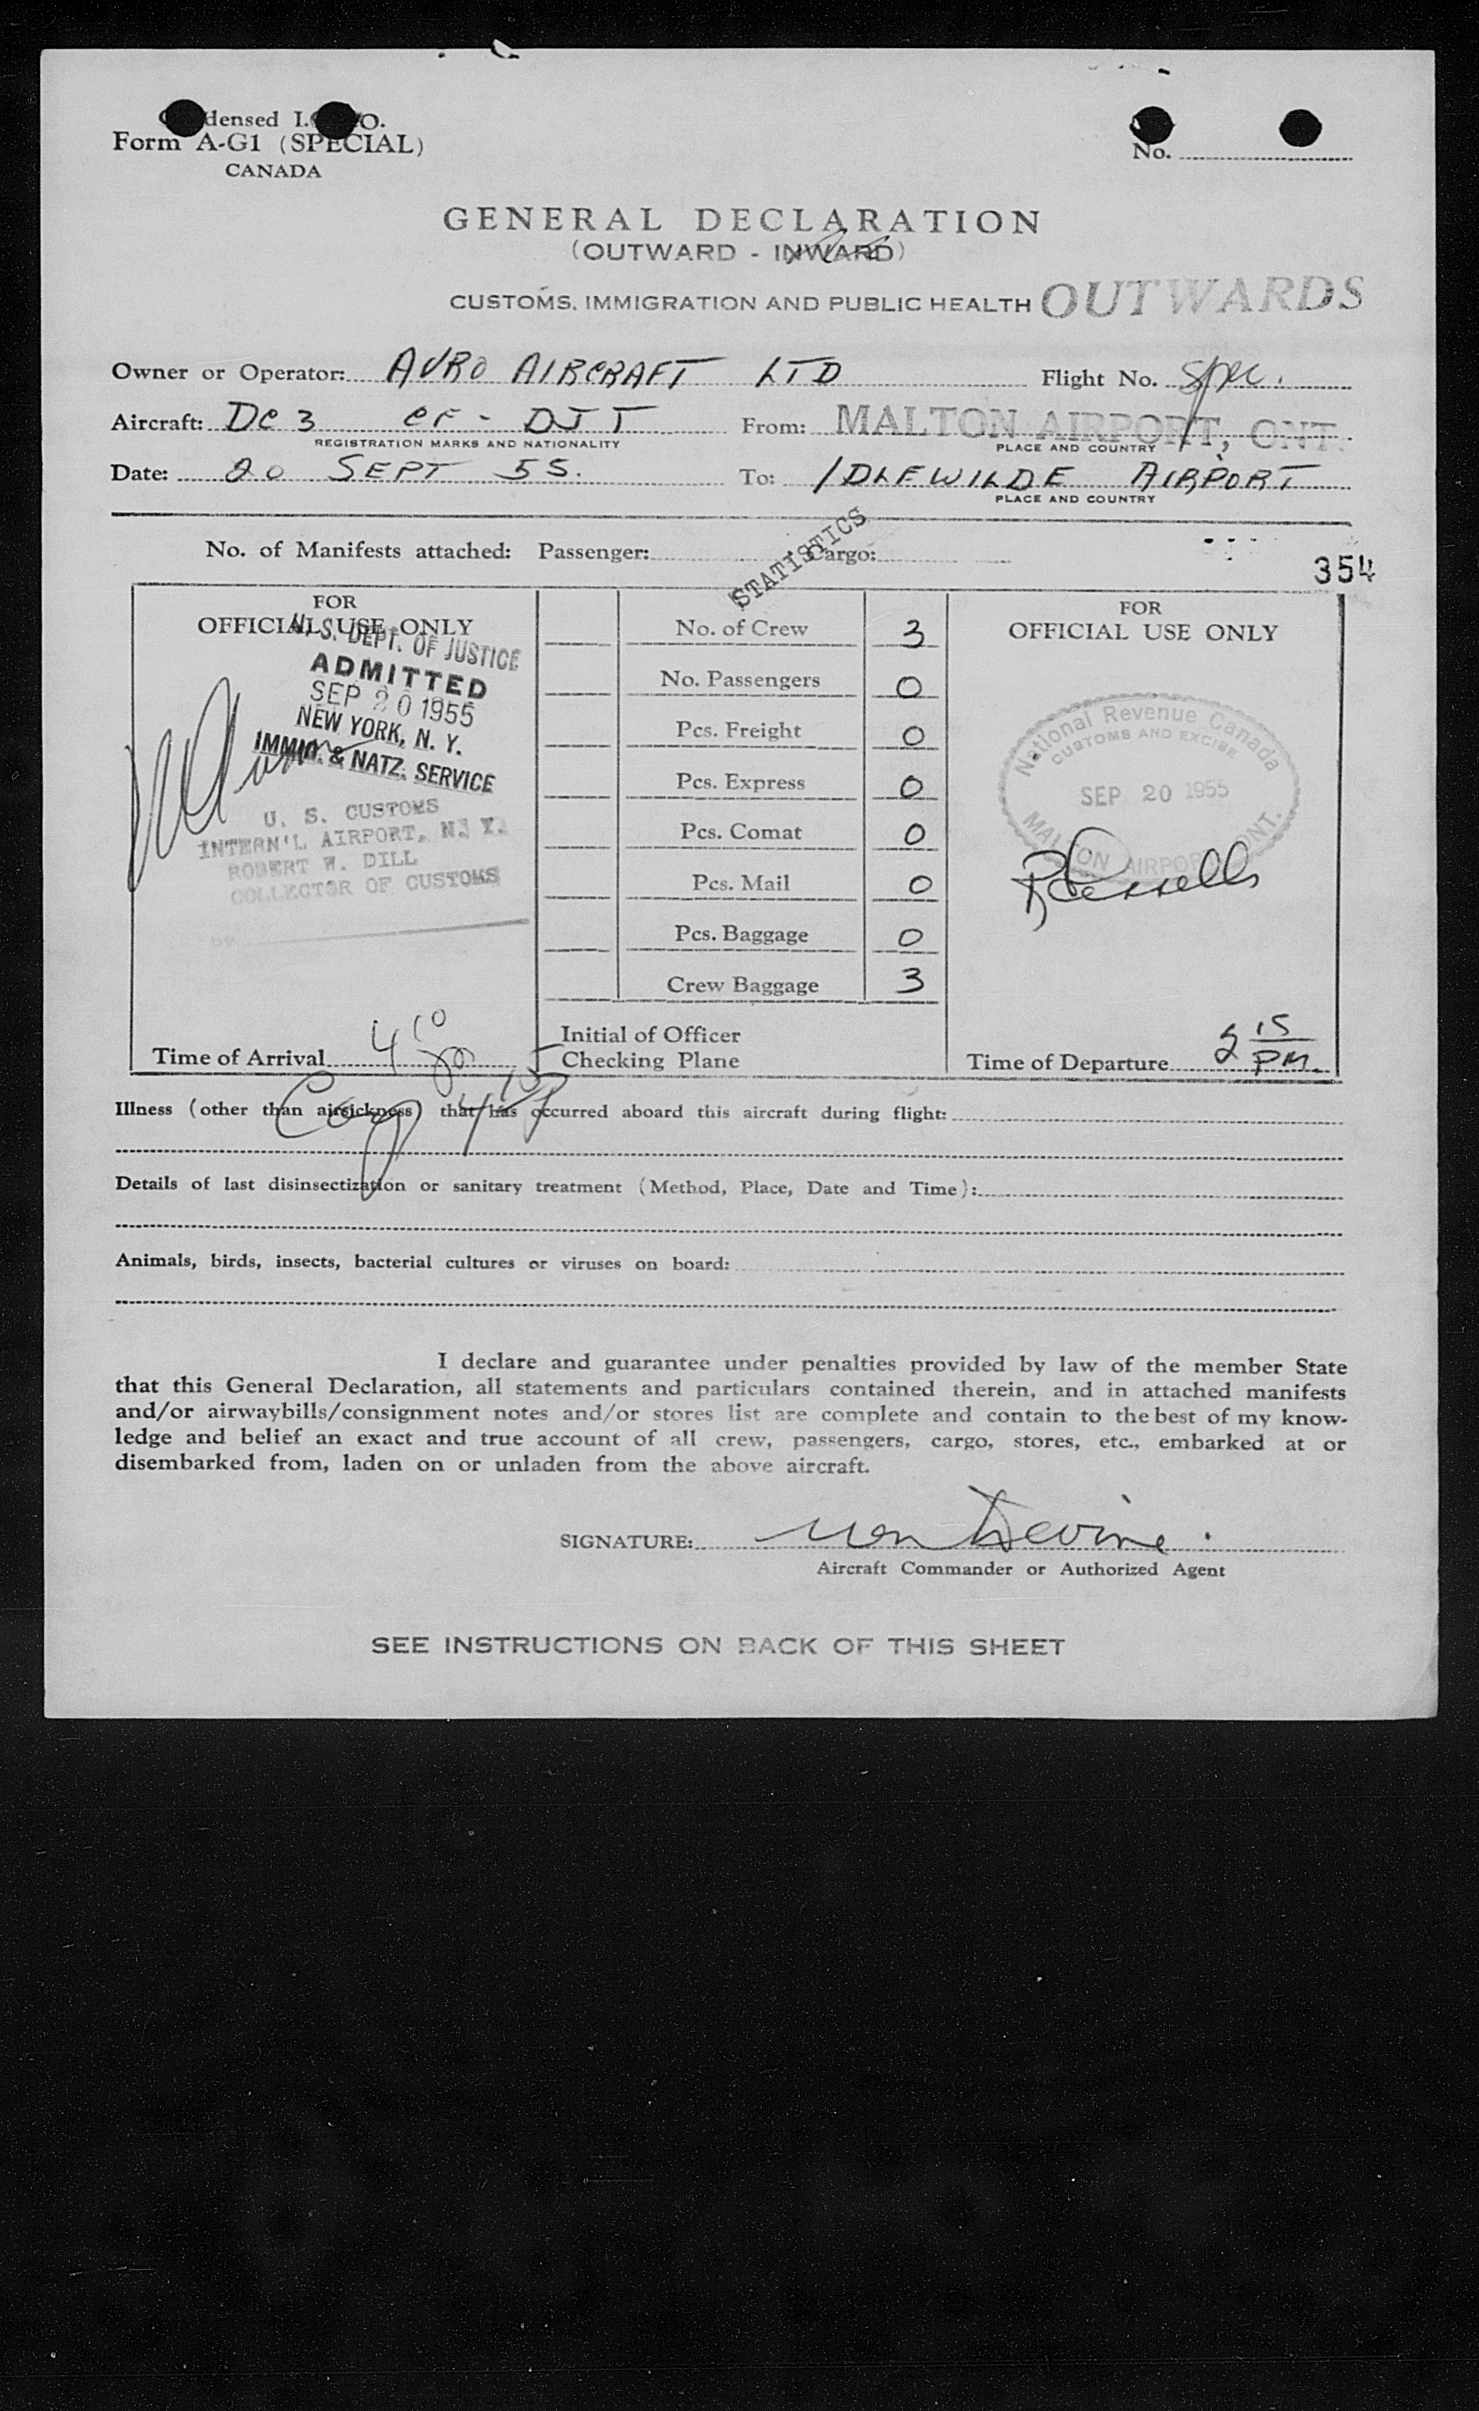 Condensed I.C.A.O.
Form A-G1 (SPECIAL)
CANADA
No.
GENERAL DECLARATION
(OUTWARD - INWARD)
CUSTOMS, IMMIGRATION AND PUBLIC HEALTH OUTWARDS
Owner or Operator: AVRO AIRCRAFT LTD Flight No. Spec.
Aircraft: DC 3 CF - DJT From: MALTON AIRPORT, ONT.
REGISTRATION MARKS AND NATIONALITY PLACE AND COUNTRY
Date: 20 SEPT 55. To: IDLEWILDE AIRPORT
PLACE AND COUNTRY
No. of Manifests attached: Passenger: Cargo:
STATISTICS
354
FOR
OFFICIAL USE ONLY
U. S. DEPT. OF JUSTICE
ADMITTED
SEP 20 1955
NEW YORK, N. Y.
IMMIG. & NATZ. SERVICE
U. S. CUSTOMS
INTERN'L AIRPORT, N. Y.
ROBERT W. DILL
COLLECTOR OF CUSTOMS
Time of Arrival 4 10
No. of Crew 3
No. Passengers 0
Pcs. Freight 0
Pcs. Express 0
Pcs. Comat 0
Pcs. Mail 0
Pcs. Baggage 0
Crew Baggage 3
Initial of Officer
Checking Plane
FOR
OFFICIAL USE ONLY
National Revenue Canada
CUSTOMS AND EXCISE
SEP 20 1955
MALTON AIRPORT, ONT.
Time of Departure 2 15 PM.
Illness (other than airsickness) that has occurred aboard this aircraft during flight:
Details of last disinsectization or sanitary treatment (Method, Place, Date and Time):
Animals, birds, insects, bacterial cultures or viruses on board:
I declare and guarantee under penalties provided by law of the member State
that this General Declaration, all statements and particulars contained therein, and in attached manifests
and/or airwaybills/consignment notes and/or stores list are complete and contain to the best of my know-
ledge and belief an exact and true account of all crew, passengers, cargo, stores, etc., embarked at or
disembarked from, laden on or unladen from the above aircraft.
SIGNATURE: Devine
Aircraft Commander or Authorized Agent
SEE INSTRUCTIONS ON BACK OF THIS SHEET